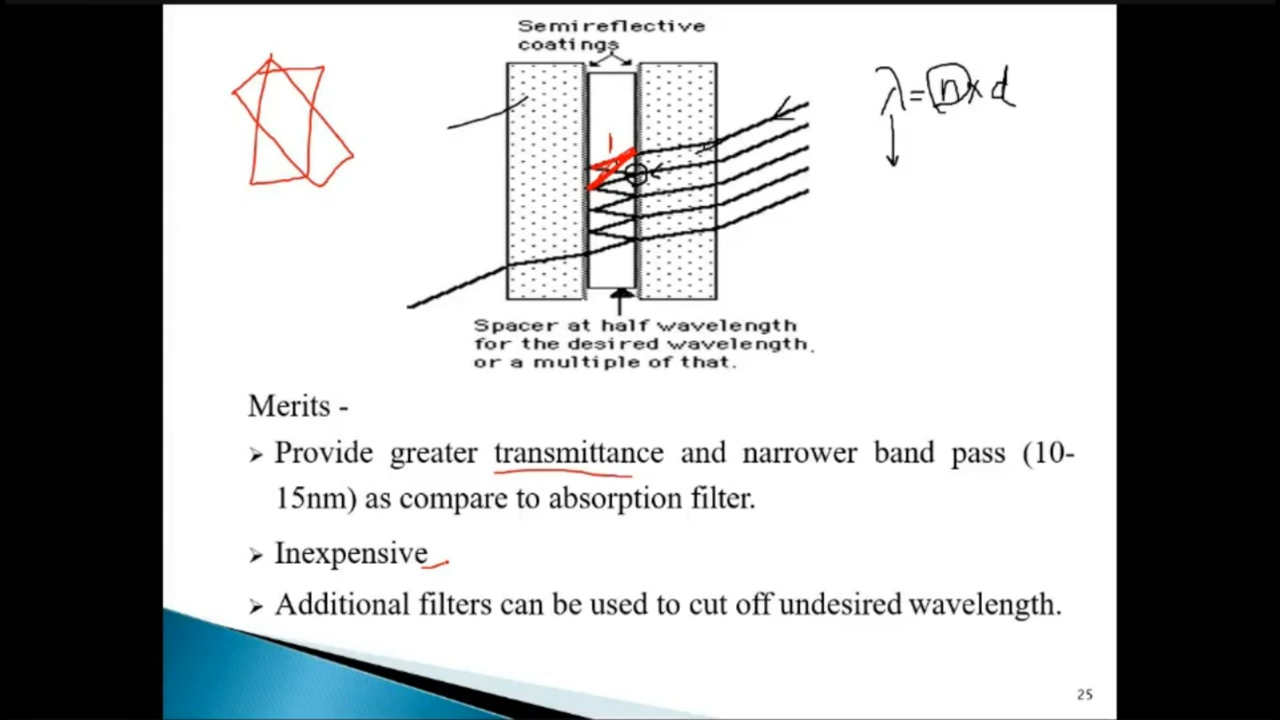 Semireflective
coatings
λ = n x d
Spacer at half wavelength
for the desired wavelength,
or a multiple of that.
Merits -
Provide greater transmittance and narrower band pass (10-
15nm) as compare to absorption filter.
Inexpensive
Additional filters can be used to cut off undesired wavelength.
25